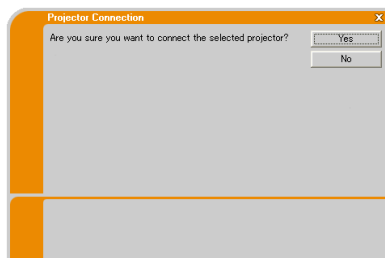 Projector Connection
X
Are you sure you want to connect the selected projector?
Yes
No